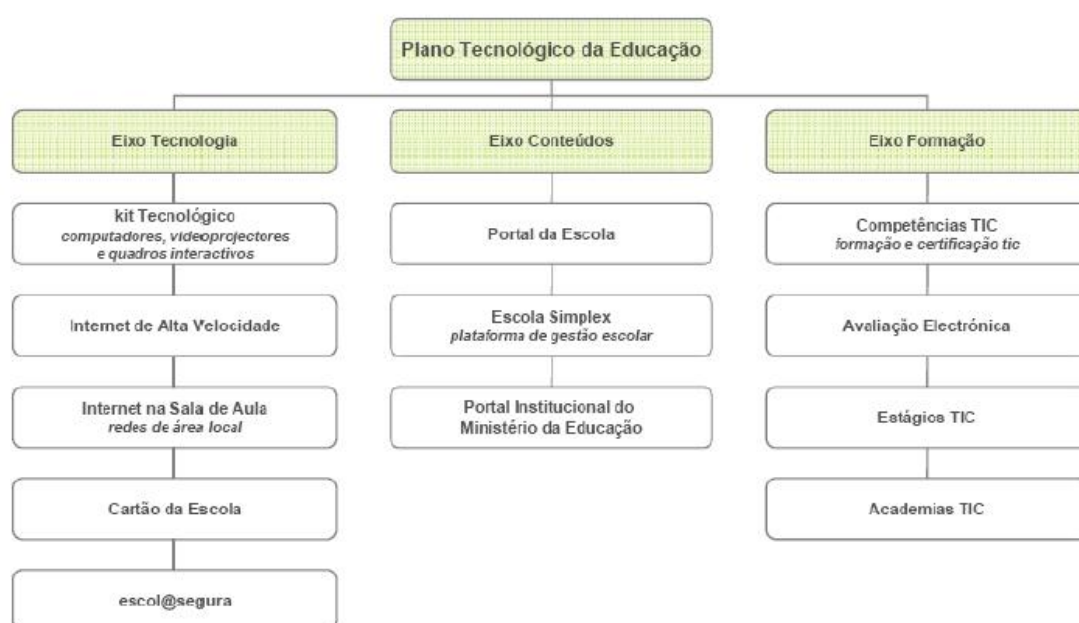 Plano Tecnológico da Educação
Eixo Tecnologia
kit Tecnológico
computadores, videoprojectores
e quadros interactivos
Internet de Alta Velocidade
Internet na Sala de Aula
redes de área local
Cartão da Escola
escol@segura
Eixo Conteúdos
Portal da Escola
Escola Simplex
plataforma de gestão escolar
Portal Institucional do
Ministério da Educação
Eixo Formação
Competências TIC
formação e certificação tic
Avaliação Electrónica
Estágios TIC
Academias TIC